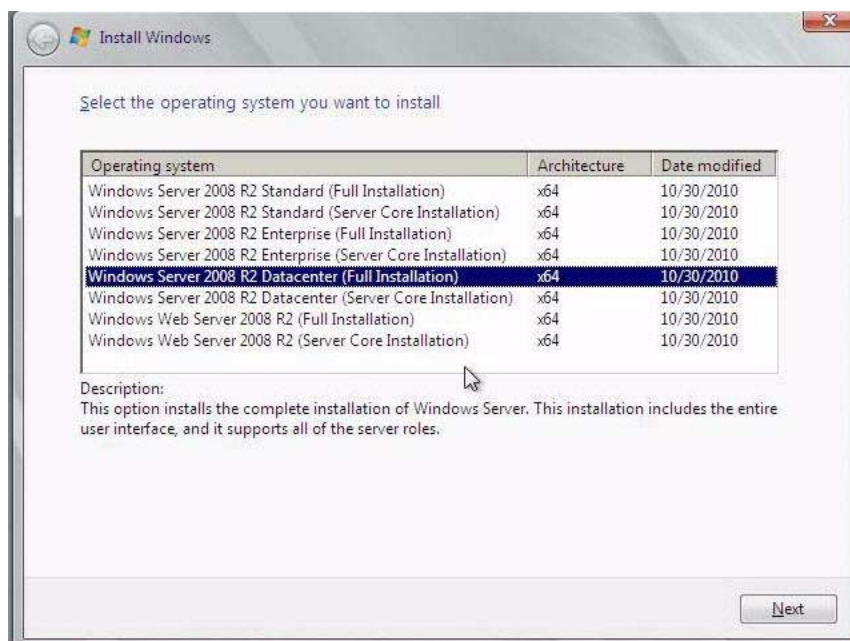 Install Windows
Select the operating system you want to install
Operating system Architecture Date modified
Windows Server 2008 R2 Standard (Full Installation) x64 10/30/2010
Windows Server 2008 R2 Standard (Server Core Installation) x64 10/30/2010
Windows Server 2008 R2 Enterprise (Full Installation) x64 10/30/2010
Windows Server 2008 R2 Enterprise (Server Core Installation) x64 10/30/2010
Windows Server 2008 R2 Datacenter (Full Installation) x64 10/30/2010
Windows Server 2008 R2 Datacenter (Server Core Installation) x64 10/30/2010
Windows Web Server 2008 R2 (Full Installation) x64 10/30/2010
Windows Web Server 2008 R2 (Server Core Installation) x64 10/30/2010
Description:
This option installs the complete installation of Windows Server. This installation includes the entire
user interface, and it supports all of the server roles.
Next